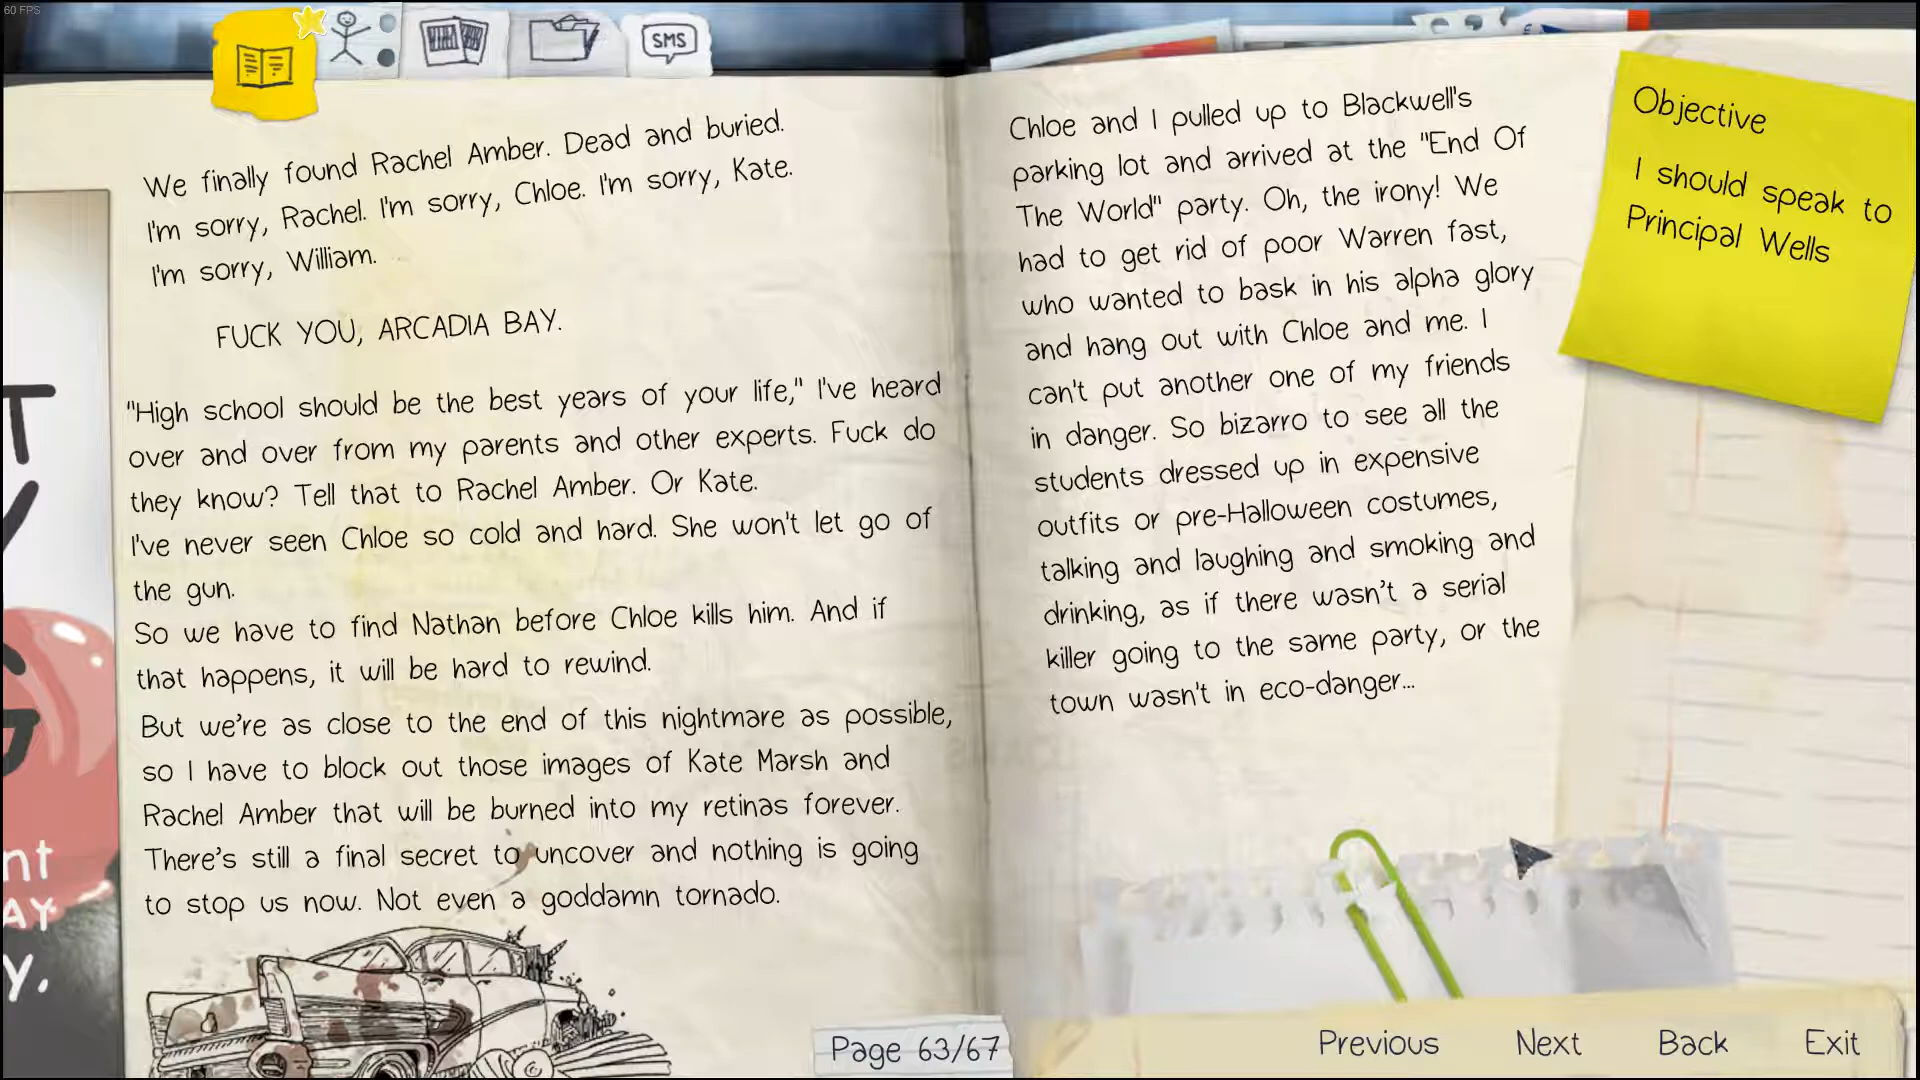 60 FPS
SMS
We finally found Rachel Amber. Dead and buried.
I'm sorry, Rachel. I'm sorry, Chloe. I'm sorry, Kate.
I'm sorry, William.
FUCK YOU, ARCADIA BAY.
"High school should be the best years of your life," I've heard
over and over from my parents and other experts. Fuck do
they know? Tell that to Rachel Amber. Or Kate.
I've never seen Chloe so cold and hard. She won't let go of
the gun.
So we have to find Nathan before Chloe kills him. And if
that happens, it will be hard to rewind.
But we're as close to the end of this nightmare as possible,
so I have to block out those images of Kate Marsh and
Rachel Amber that will be burned into my retinas forever.
There's still a final secret to uncover and nothing is going
to stop us now. Not even a goddamn tornado.
Chloe and I pulled up to Blackwell's
parking lot and arrived at the "End Of
The World" party. Oh, the irony! We
had to get rid of poor Warren fast,
who wanted to bask in his alpha glory
and hang out with Chloe and me. I
can't put another one of my friends
in danger. So bizarro to see all the
students dressed up in expensive
outfits or pre-Halloween costumes,
talking and laughing and smoking and
drinking, as if there wasn't a serial
killer going to the same party, or the
town wasn't in eco-danger...
Objective
I should speak to
Principal Wells
Page 63/67
Previous Next Back Exit